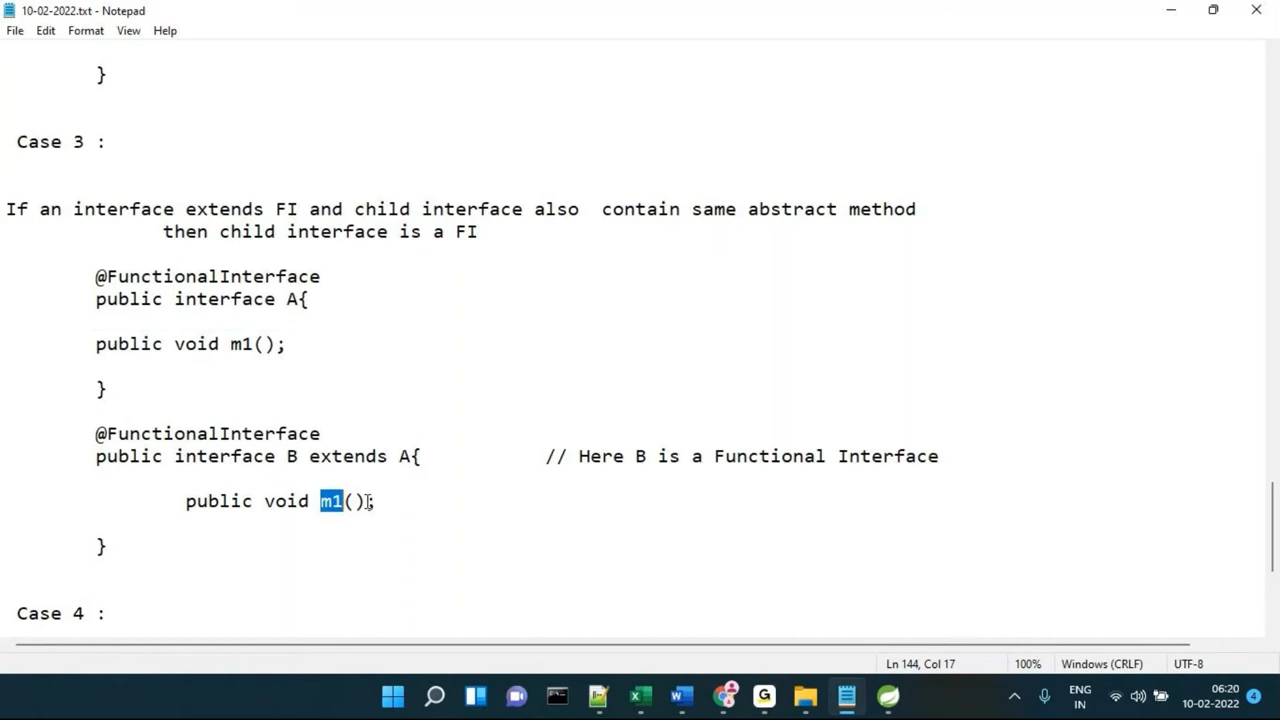 10-02-2022.txt - Notepad
File Edit Format View Help
}
Case 3 :
If an interface extends FI and child interface also  contain same abstract method
then child interface is a FI
@FunctionalInterface
public interface A{
public void m1();
}
@FunctionalInterface
public interface B extends A{ // Here B is a Functional Interface
public void m1();
}
Case 4 :
Ln 144, Col 17 100% Windows (CRLF) UTF-8
ENG 06:20
IN 10-02-2022 4